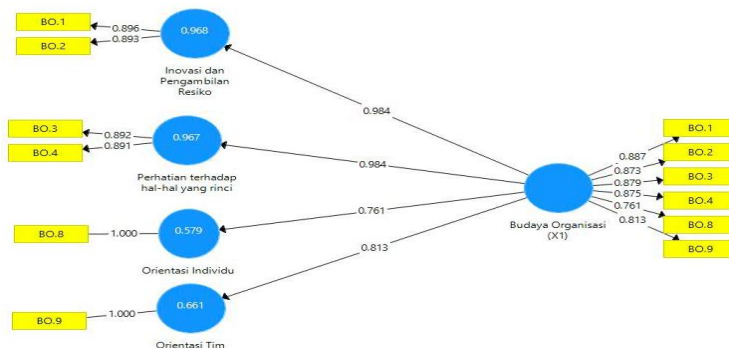 BO.1
0.896
BO.2
0.893
0.968
Inovasi dan
Pengambilan
Resiko
BO.3
0.892
BO.4
0.891
0.967
Perhatian terhadap
hal-hal yang rinci
BO.8
1.000
0.579
Orientasi Individu
BO.9
1.000
0.661
Orientasi Tim
0.984
0.984
0.761
0.813
Budaya Organisasi
(X1)
0.887
0.873
0.879
0.875
0.761
0.813
BO.1
BO.2
BO.3
BO.4
BO.8
BO.9